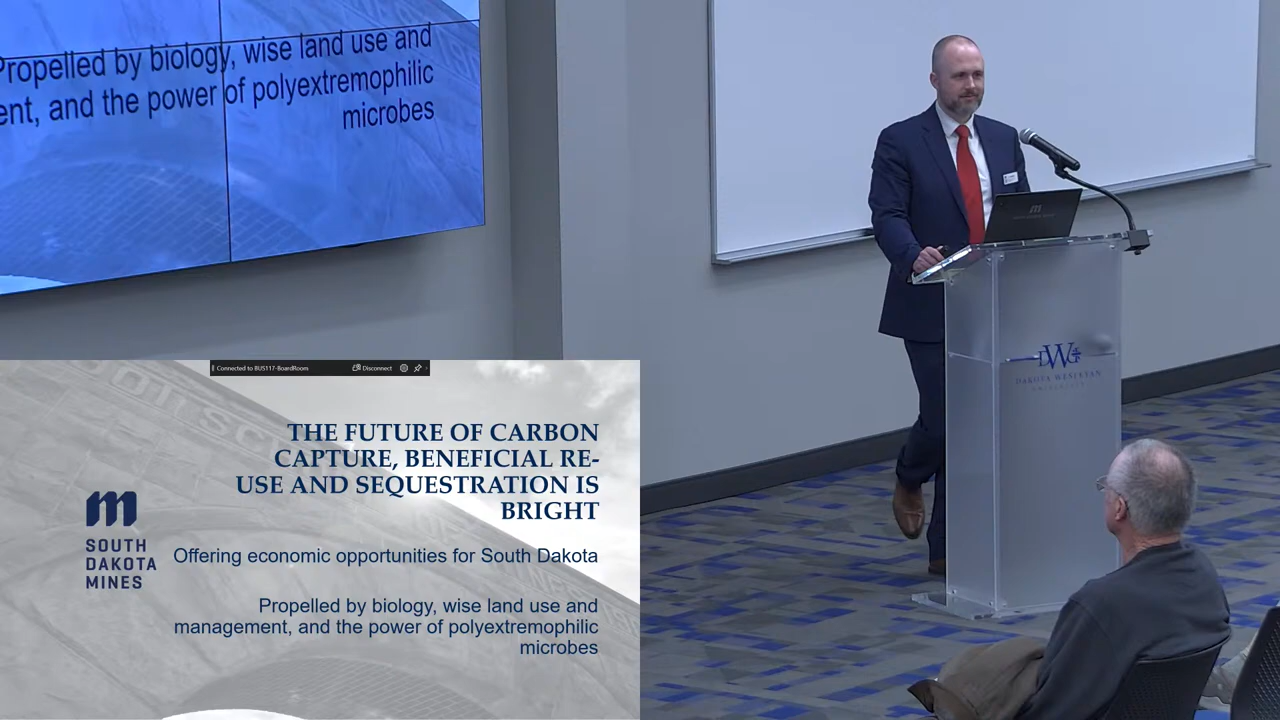 Propelled by biology, wise land use and
ent, and the power of polyextremophilic
microbes
DWU
DAKOTA WESLEYAN
UNIVERSITY
Connected to BUS117-BoardRoom
Disconnect
THE FUTURE OF CARBON
CAPTURE, BENEFICIAL RE-
USE AND SEQUESTRATION IS
BRIGHT
SOUTH
DAKOTA
MINES
Offering economic opportunities for South Dakota
Propelled by biology, wise land use and
management, and the power of polyextremophilic
microbes